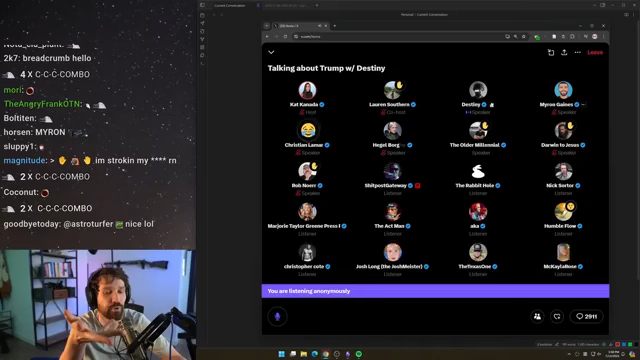 2k7: breadcrumb hello
4 X C-C-C-COMBO
mori:
TheAngryFrankOTN:
Boltiten:
horsen: MYRON
sluppy1:
magnitude: > im strokin my **** rn
2 X C-C-C-COMBO
Coconut:
2 X C-C-C-COMBO
goodbyetoday: @astroturfer nice lol
Current Conversation
Leave
Talking about Trump w/ Destiny
Kat Kanada
Host
Lauren Southern
Co-host
Destiny
Speaker
Myron Gaines
Speaker
Christian Lamar
Speaker
Hegel Borg
Speaker
The Older Millennial
Speaker
Darwin to Jesus
Speaker
Rob Noerr
Speaker
ShitpostGateway
Listener
The Rabbit Hole
Listener
Nick Sortor
Listener
Marjorie Taylor Greene Press
Listener
The Act Man
Listener
aka
Listener
Humble Flow
Listener
christopher cote
Listener
Josh Long (the JoshMeister)
Listener
TheTexasOne
Listener
McKaylaRose
Listener
You are listening anonymously
2911